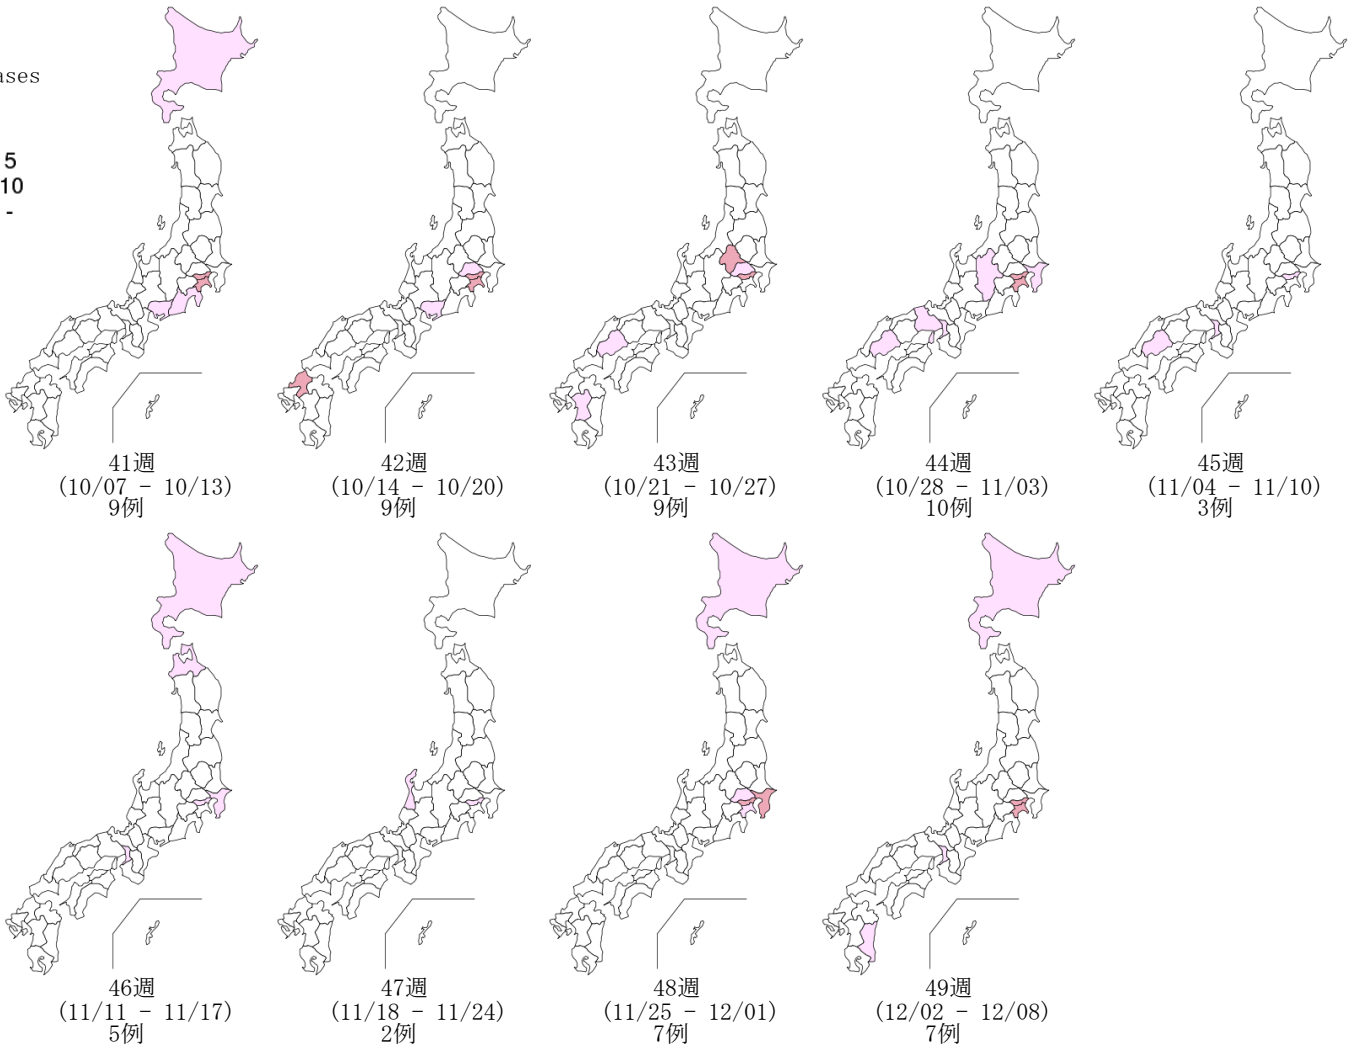 ases
5
10
-
41週
(10/07 - 10/13)
9例
42週
(10/14 - 10/20)
9例
43週
(10/21 - 10/27)
9例
44週
(10/28 - 11/03)
10例
45週
(11/04 - 11/10)
3例
46週
(11/11 - 11/17)
5例
47週
(11/18 - 11/24)
2例
48週
(11/25 - 12/01)
7例
49週
(12/02 - 12/08)
7例